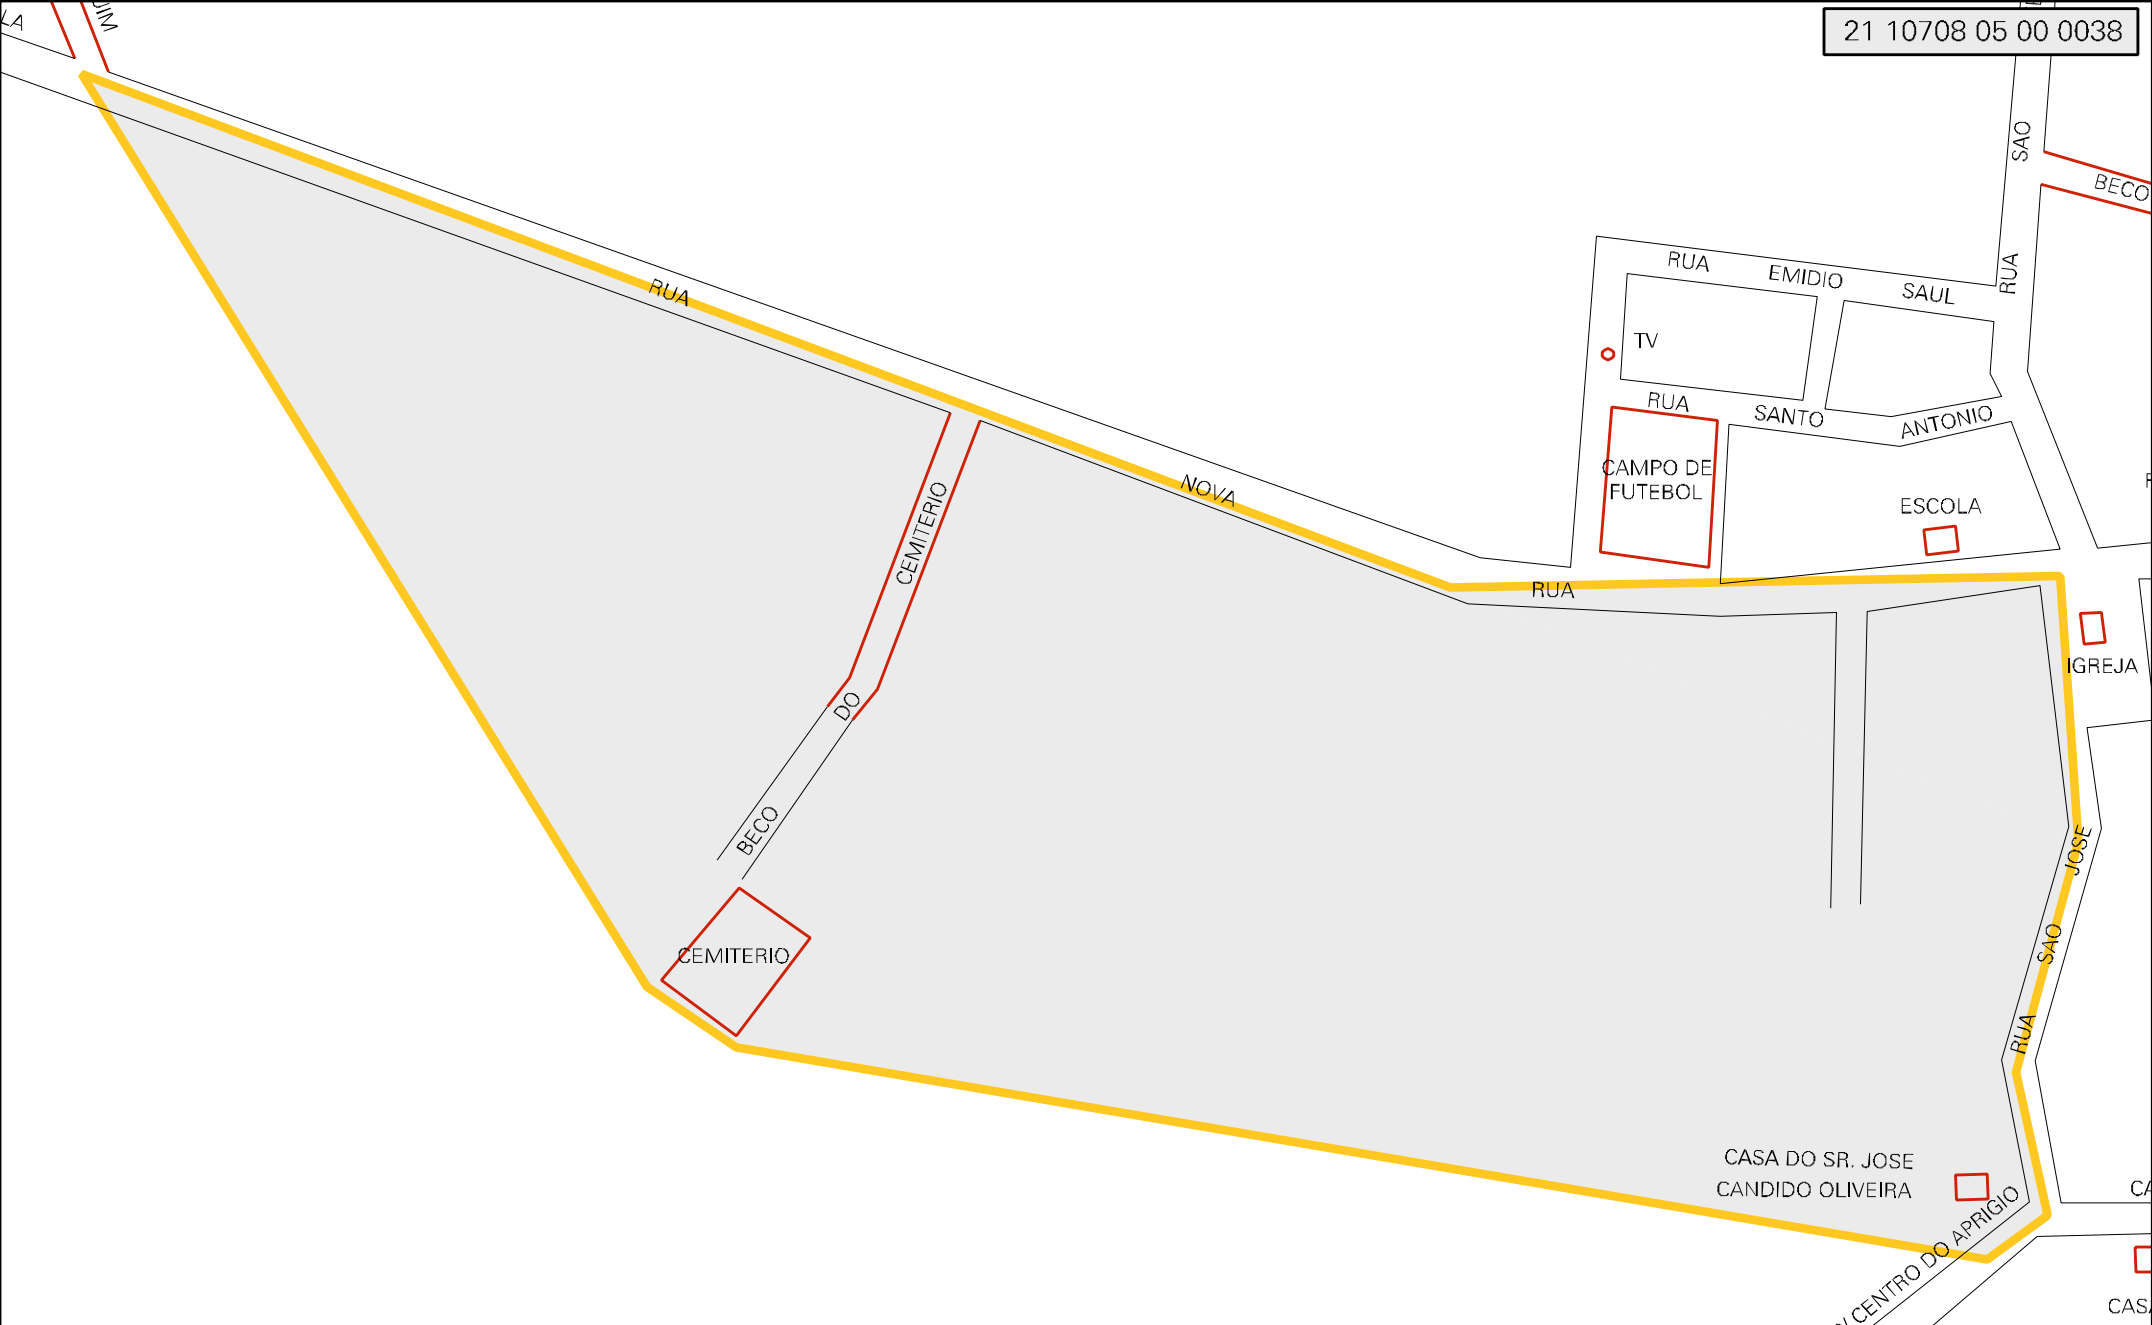 LA
21 10708 05 00 0038
SAO
BECO
RUA
RUA EMIDIO SAUL
RUA NOVA
TV
RUA SANTO ANTONIO
CAMPO DE
FUTEBOL
ESCOLA
RUA
IGREJA
BECO DO CEMITERIO
CEMITERIO
RUA SAO JOSE
CASA DO SR. JOSE
CANDIDO OLIVEIRA
CENTRO DO APRIGIO